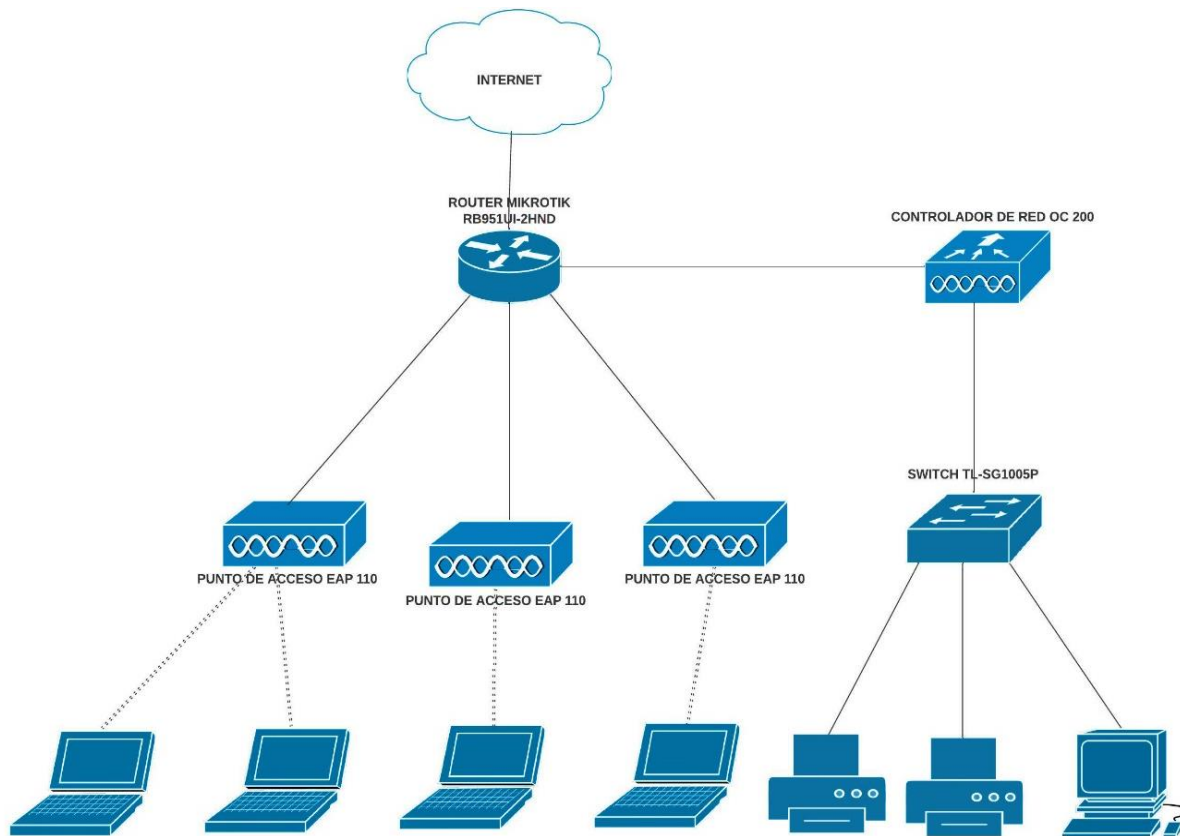 INTERNET
ROUTER MIKROTIK
RB951UI-2HND
CONTROLADOR DE RED OC 200
SWITCH TL-SG1005P
PUNTO DE ACCESO EAP 110
PUNTO DE ACCESO EAP 110
PUNTO DE ACCESO EAP 110